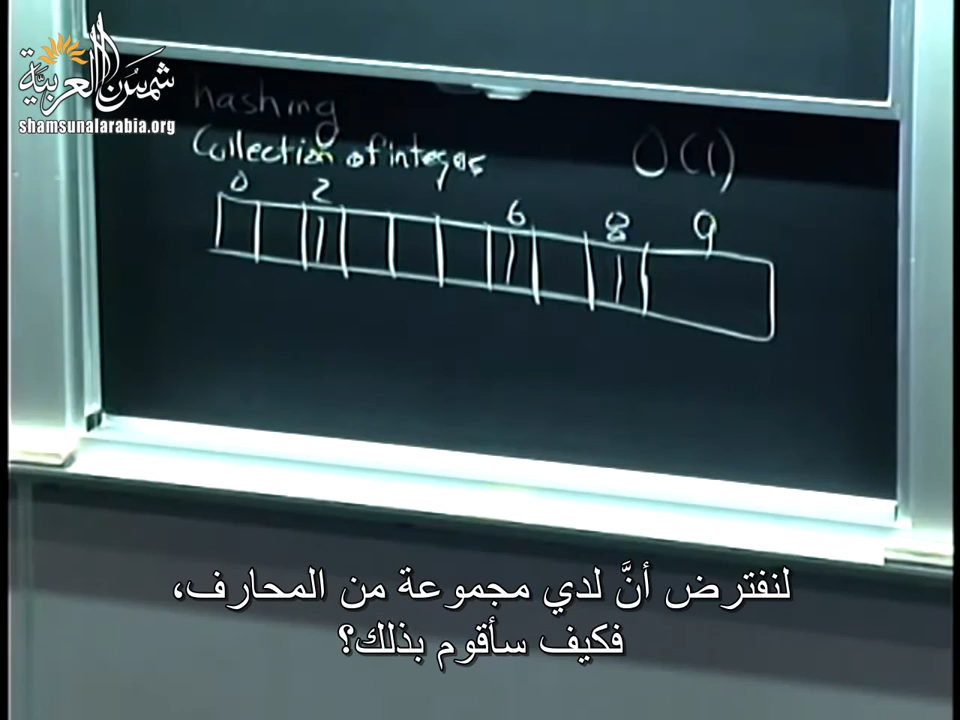 شمس العربية
shamsunalarabia.org
hashing
Collection of integers
O(1)
0 2 6 8 9
لنفترض أنَّ لدي مجموعة من المحارف،
فكيف سأقوم بذلك؟